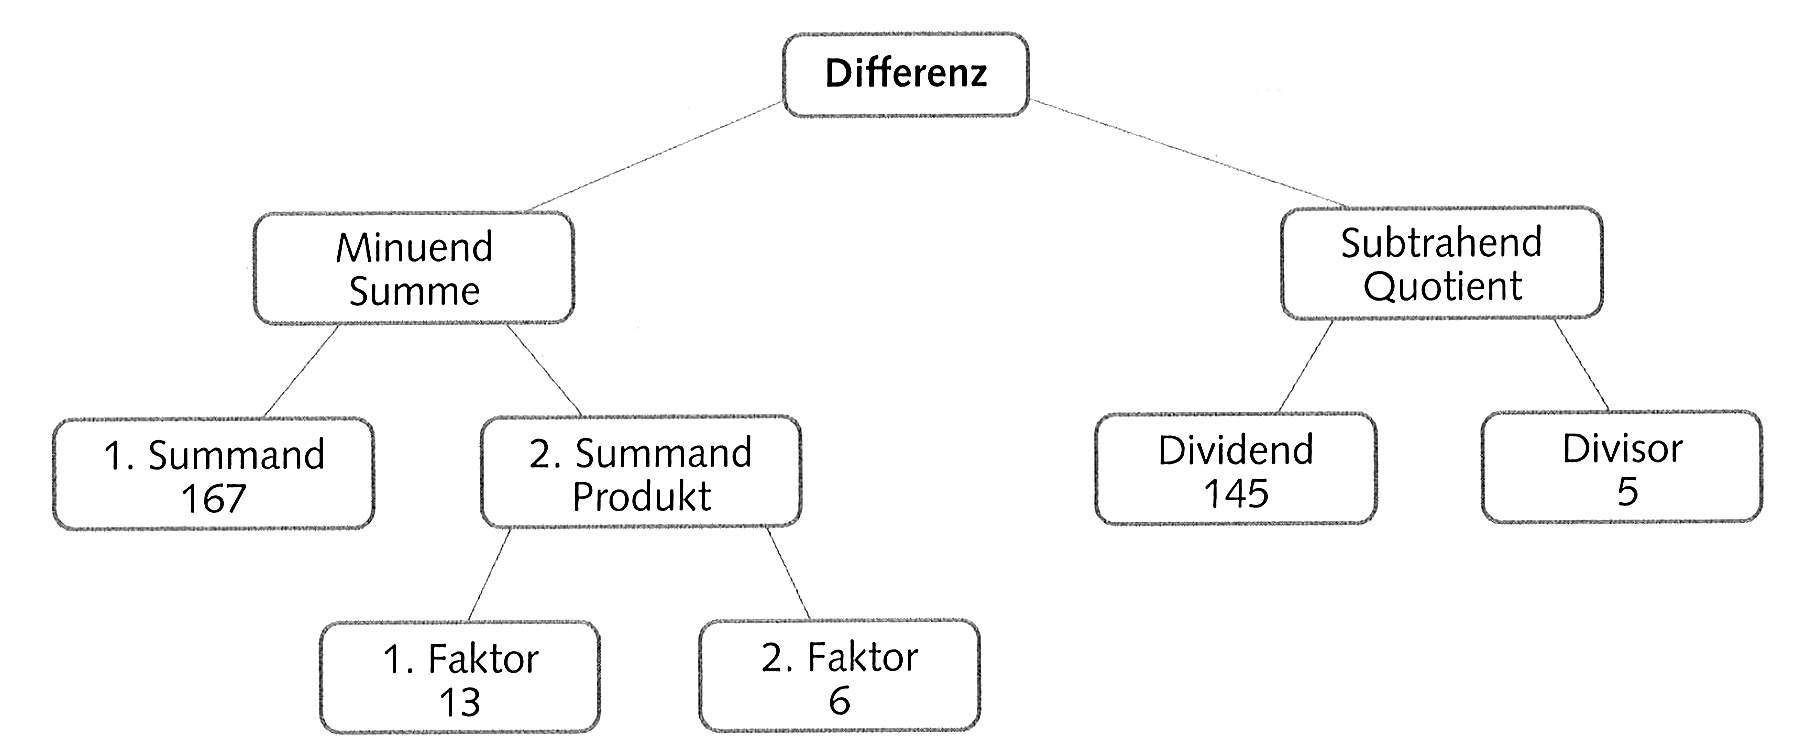 Differenz
Minuend
Summe
Subtrahend
Quotient
1. Summand
167
2. Summand
Produkt
Dividend
145
Divisor
5
1. Faktor
13
2. Faktor
6